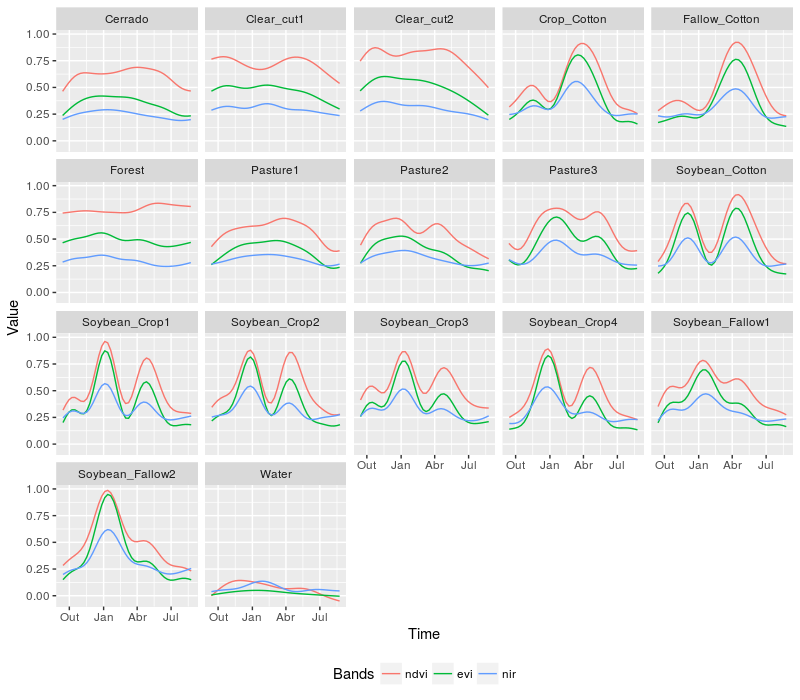 Cerrado Clear_cut1 Clear_cut2 Crop_Cotton Fallow_Cotton
1.00
0.75
0.50
0.25
0.00
Forest Pasture1 Pasture2 Pasture3 Soybean_Cotton
1.00
0.75
0.50
0.25
0.00
Value
Soybean_Crop1 Soybean_Crop2 Soybean_Crop3 Soybean_Crop4 Soybean_Fallow1
1.00
0.75
0.50
0.25
0.00
Out Jan Abr Jul Out Jan Abr Jul Out Jan Abr Jul
Soybean_Fallow2 Water
1.00
0.75
0.50
0.25
0.00
Out Jan Abr Jul Out Jan Abr Jul
Time
Bands ndvi evi nir